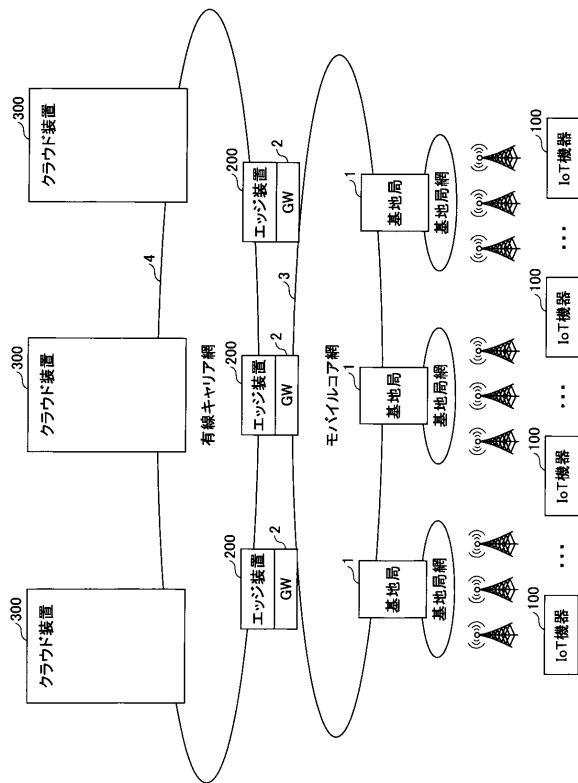 300
クラウド装置
300
クラウド装置
300
クラウド装置
4
有線キャリア網
200
エッジ装置
2
GW
200
エッジ装置
2
GW
200
エッジ装置
2
GW
3
モバイルコア網
1
基地局
基地局網
1
基地局
基地局網
1
基地局
基地局網
100
IoT機器
…
100
IoT機器
…
100
IoT機器
…
100
IoT機器